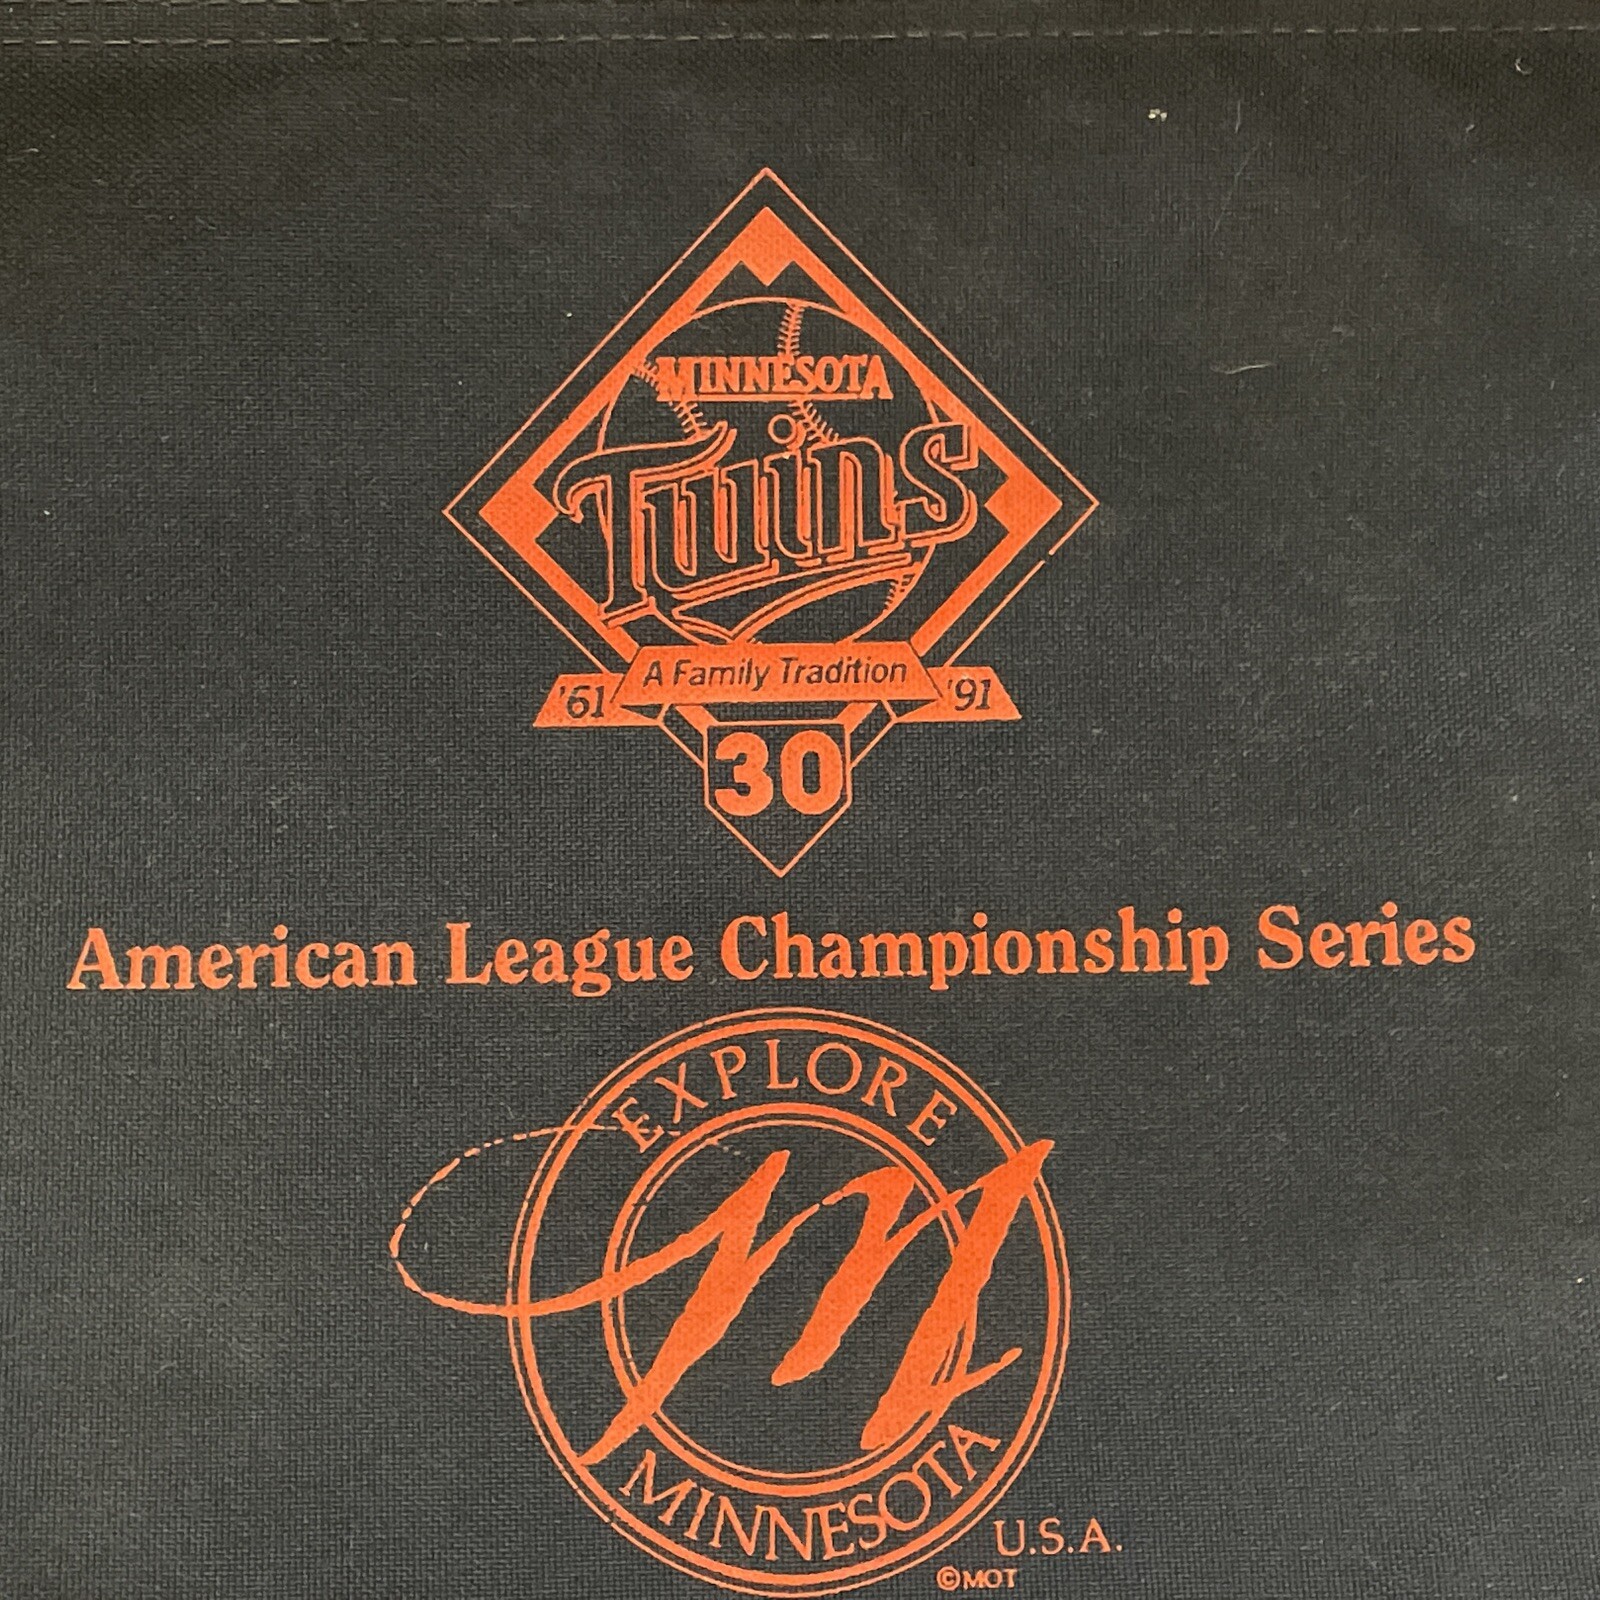 MINNESOTA
Twins
A Family Tradition
'61 '91
30
American League Championship Series
EXPLORE
M
MINNESOTA
U.S.A.
©MOT